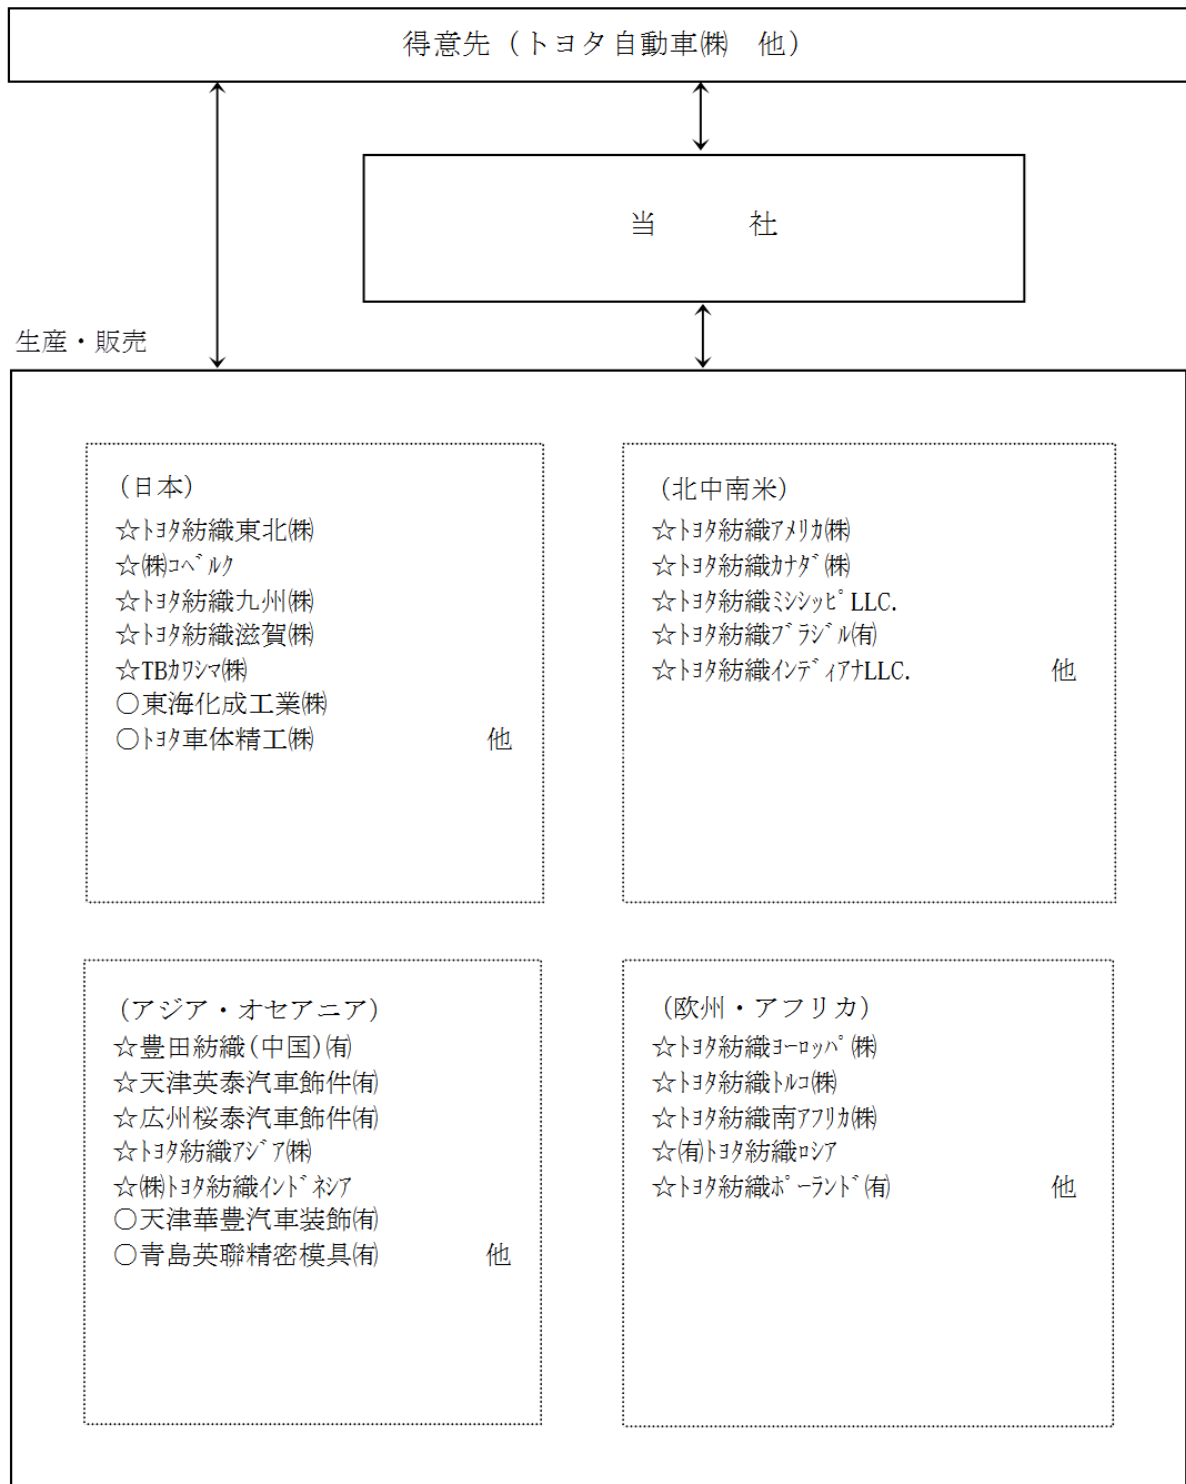 得意先（トヨタ自動車㈱　他）
当　　　社
生産・販売
（日本）
☆ﾄﾖﾀ紡織東北㈱
☆㈱ｺﾍﾞﾙｸ
☆ﾄﾖﾀ紡織九州㈱
☆ﾄﾖﾀ紡織滋賀㈱
☆TBｶﾜｼﾏ㈱
○東海化成工業㈱
○ﾄﾖﾀ車体精工㈱　他
（北中南米）
☆ﾄﾖﾀ紡織ｱﾒﾘｶ㈱
☆ﾄﾖﾀ紡織ｶﾅﾀﾞ㈱
☆ﾄﾖﾀ紡織ﾐｼｼｯﾋﾟLLC.
☆ﾄﾖﾀ紡織ﾌﾞﾗｼﾞﾙ㈲
☆ﾄﾖﾀ紡織ｲﾝﾃﾞｨｱﾅLLC.　他
（アジア・オセアニア）
☆豊田紡織(中国)㈲
☆天津英泰汽車飾件㈲
☆広州桜泰汽車飾件㈲
☆ﾄﾖﾀ紡織ｱｼﾞｱ㈱
☆㈱ﾄﾖﾀ紡織ｲﾝﾄﾞﾈｼｱ
○天津華豊汽車装飾㈲
○青島英聯精密模具㈲　他
（欧州・アフリカ）
☆ﾄﾖﾀ紡織ﾖｰﾛｯﾊﾟ㈱
☆ﾄﾖﾀ紡織ﾄﾙｺ㈱
☆ﾄﾖﾀ紡織南ｱﾌﾘｶ㈱
☆㈲ﾄﾖﾀ紡織ﾛｼｱ
☆ﾄﾖﾀ紡織ﾎﾟｰﾗﾝﾄﾞ㈲　他